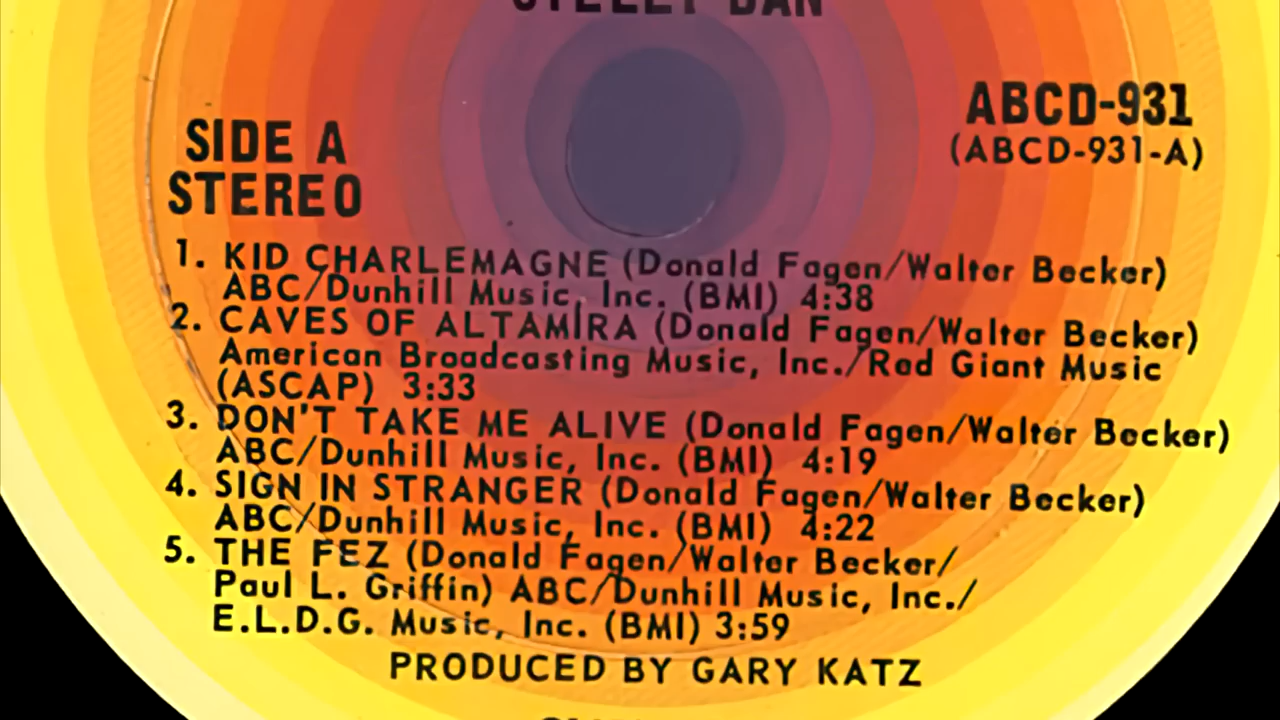 STEELY DAN
ABCD-931
(ABCD-931-A)
SIDE A
STEREO
1. KID CHARLEMAGNE (Donald Fagen/Walter Becker)
ABC/Dunhill Music, Inc. (BMI) 4:38
2. CAVES OF ALTAMIRA (Donald Fagen/Walter Becker)
American Broadcasting Music, Inc./Red Giant Music
(ASCAP) 3:33
3. DON'T TAKE ME ALIVE (Donald Fagen/Walter Becker)
ABC/Dunhill Music, Inc. (BMI) 4:19
4. SIGN IN STRANGER (Donald Fagen/Walter Becker)
ABC/Dunhill Music, Inc. (BMI) 4:22
5. THE FEZ (Donald Fagen/Walter Becker/
Paul L. Griffin) ABC/Dunhill Music, Inc./
E.L.D.G. Music, Inc. (BMI) 3:59
PRODUCED BY GARY KATZ